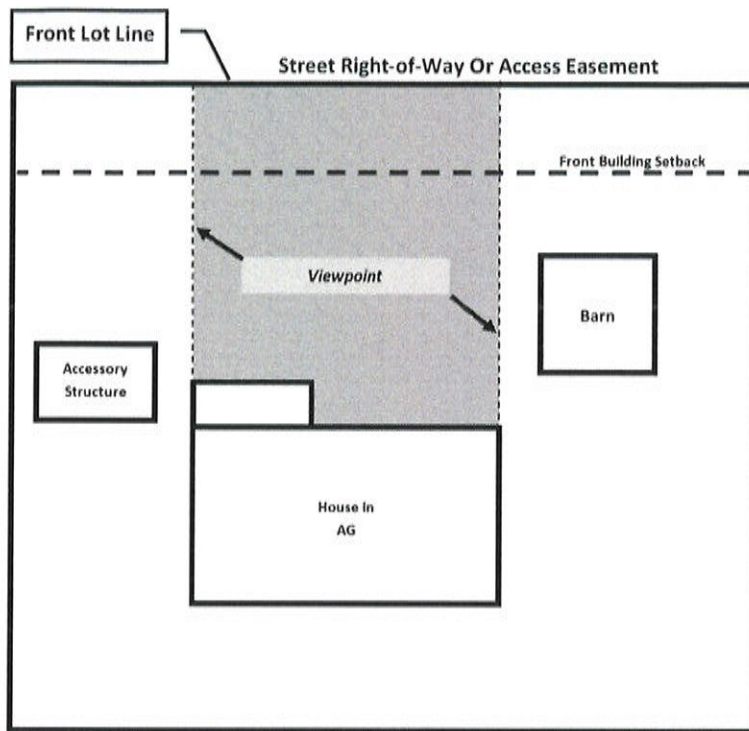 Front Lot Line
Street Right-of-Way Or Access Easement
Front Building Setback
Viewpoint
Barn
Accessory
Structure
House In
AG